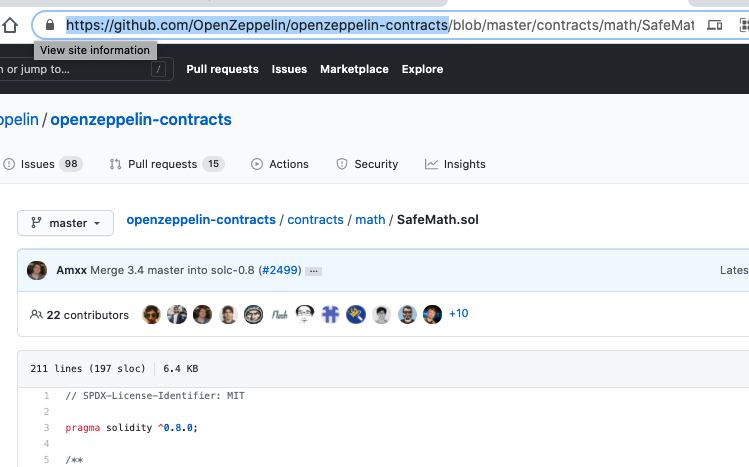 https://github.com/OpenZeppelin/openzeppelin-contracts/blob/master/contracts/math/SafeMat
View site information
or jump to... /
Pull requests Issues Marketplace Explore
ppelin / openzeppelin-contracts
Issues 98 Pull requests 15 Actions Security Insights
master openzeppelin-contracts / contracts / math / SafeMath.sol
Amxx Merge 3.4 master into solc-0.8 (#2499) ... Lates
22 contributors +10
211 lines (197 sloc) 6.4 KB
1 // SPDX-License-Identifier: MIT
2
3 pragma solidity ^0.8.0;
4
5 /**